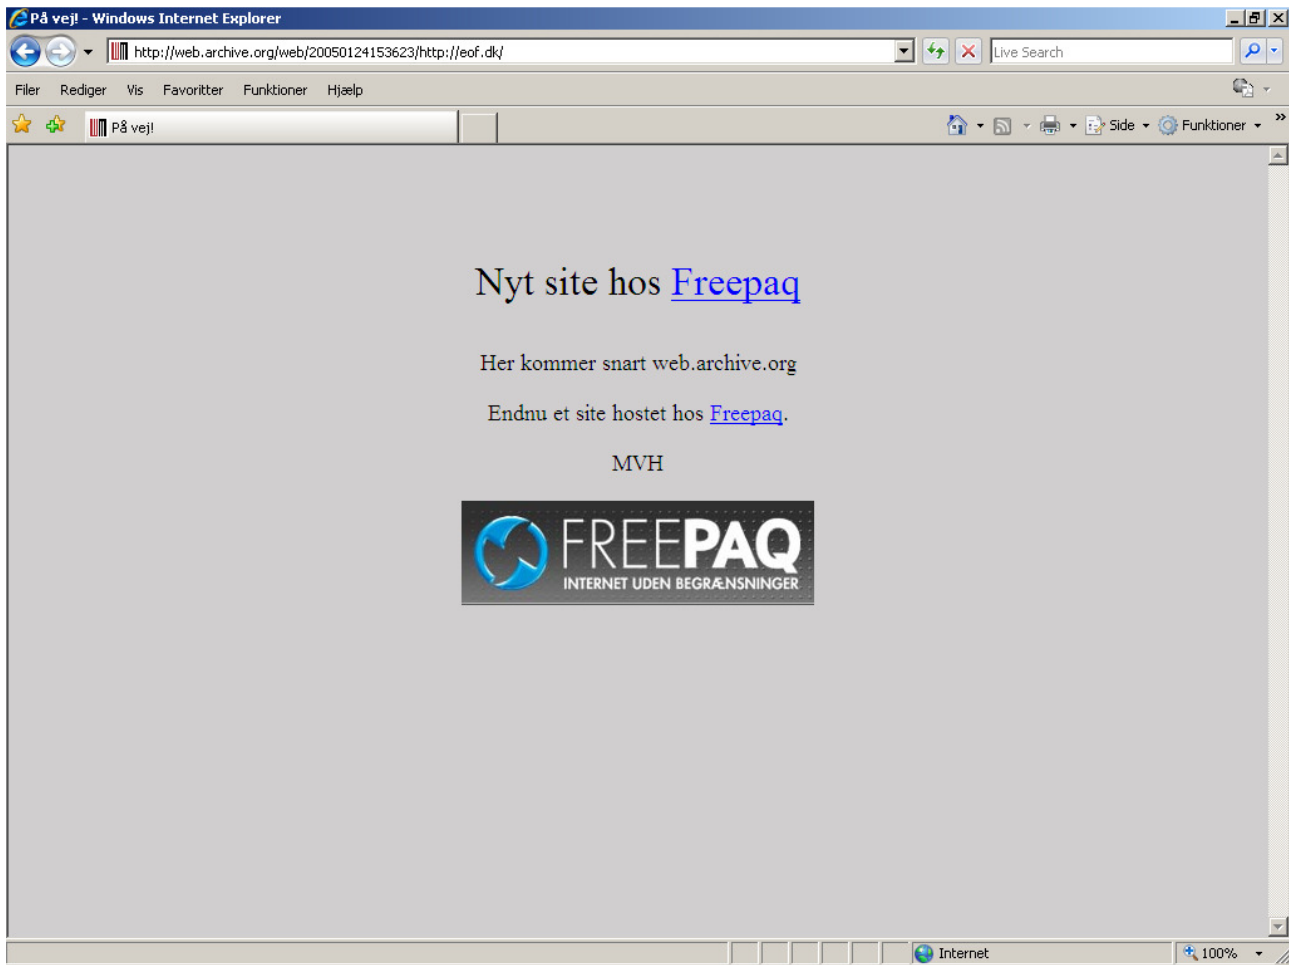 På vej! - Windows Internet Explorer
http://web.archive.org/web/20050124153623/http://eof.dk/
Live Search
Filer Rediger Vis Favoritter Funktioner Hjælp
På vej!
Side Funktioner »
Nyt site hos Freepaq
Her kommer snart web.archive.org
Endnu et site hostet hos Freepaq.
MVH
FREEPAQ
INTERNET UDEN BEGRÆNSNINGER
Internet 100%